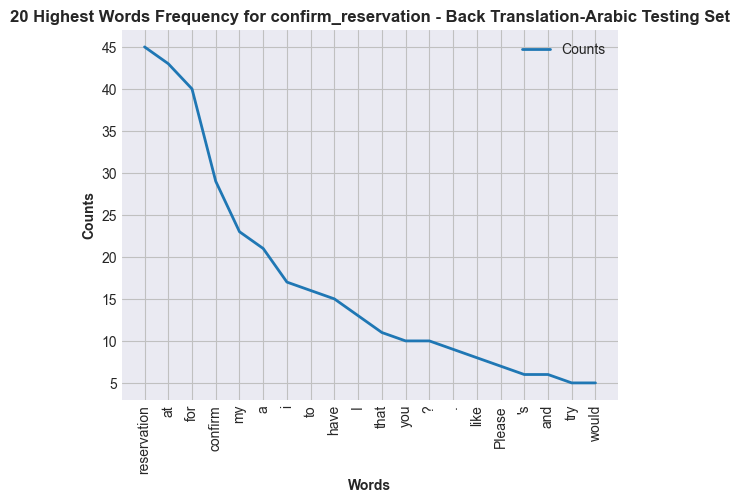 20 Highest Words Frequency for confirm_reservation - Back Translation-Arabic Testing Set
Counts
45
40
35
30
25
20
15
10
5
Counts
reservation
at
for
confirm
my
a
i
to
have
I
that
you
?
.
like
Please
's
and
try
would
Words